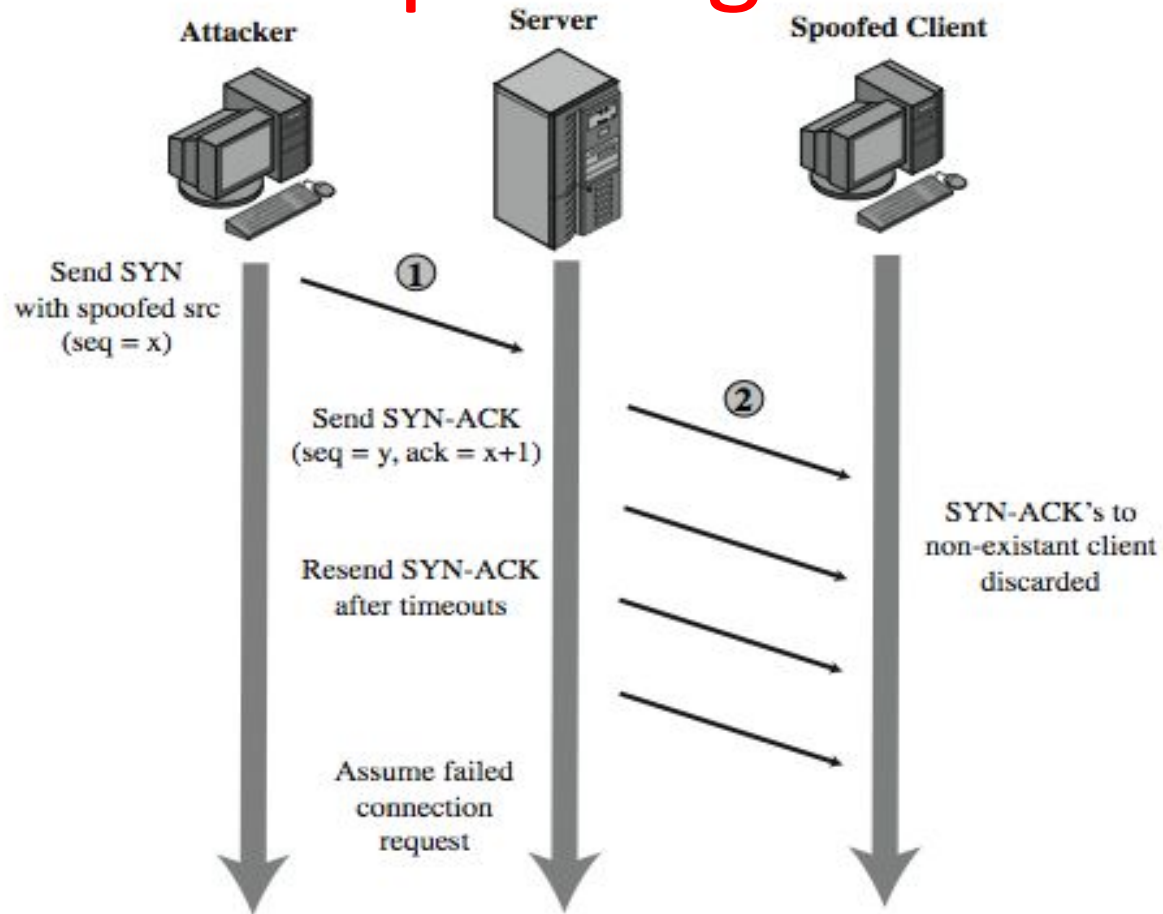 Attacker
Server
Spoofed Client
Send SYN
with spoofed src
(seq = x)
1
Send SYN-ACK
(seq = y, ack = x+1)
2
SYN-ACK's to
non-existant client
discarded
Resend SYN-ACK
after timeouts
Assume failed
connection
request